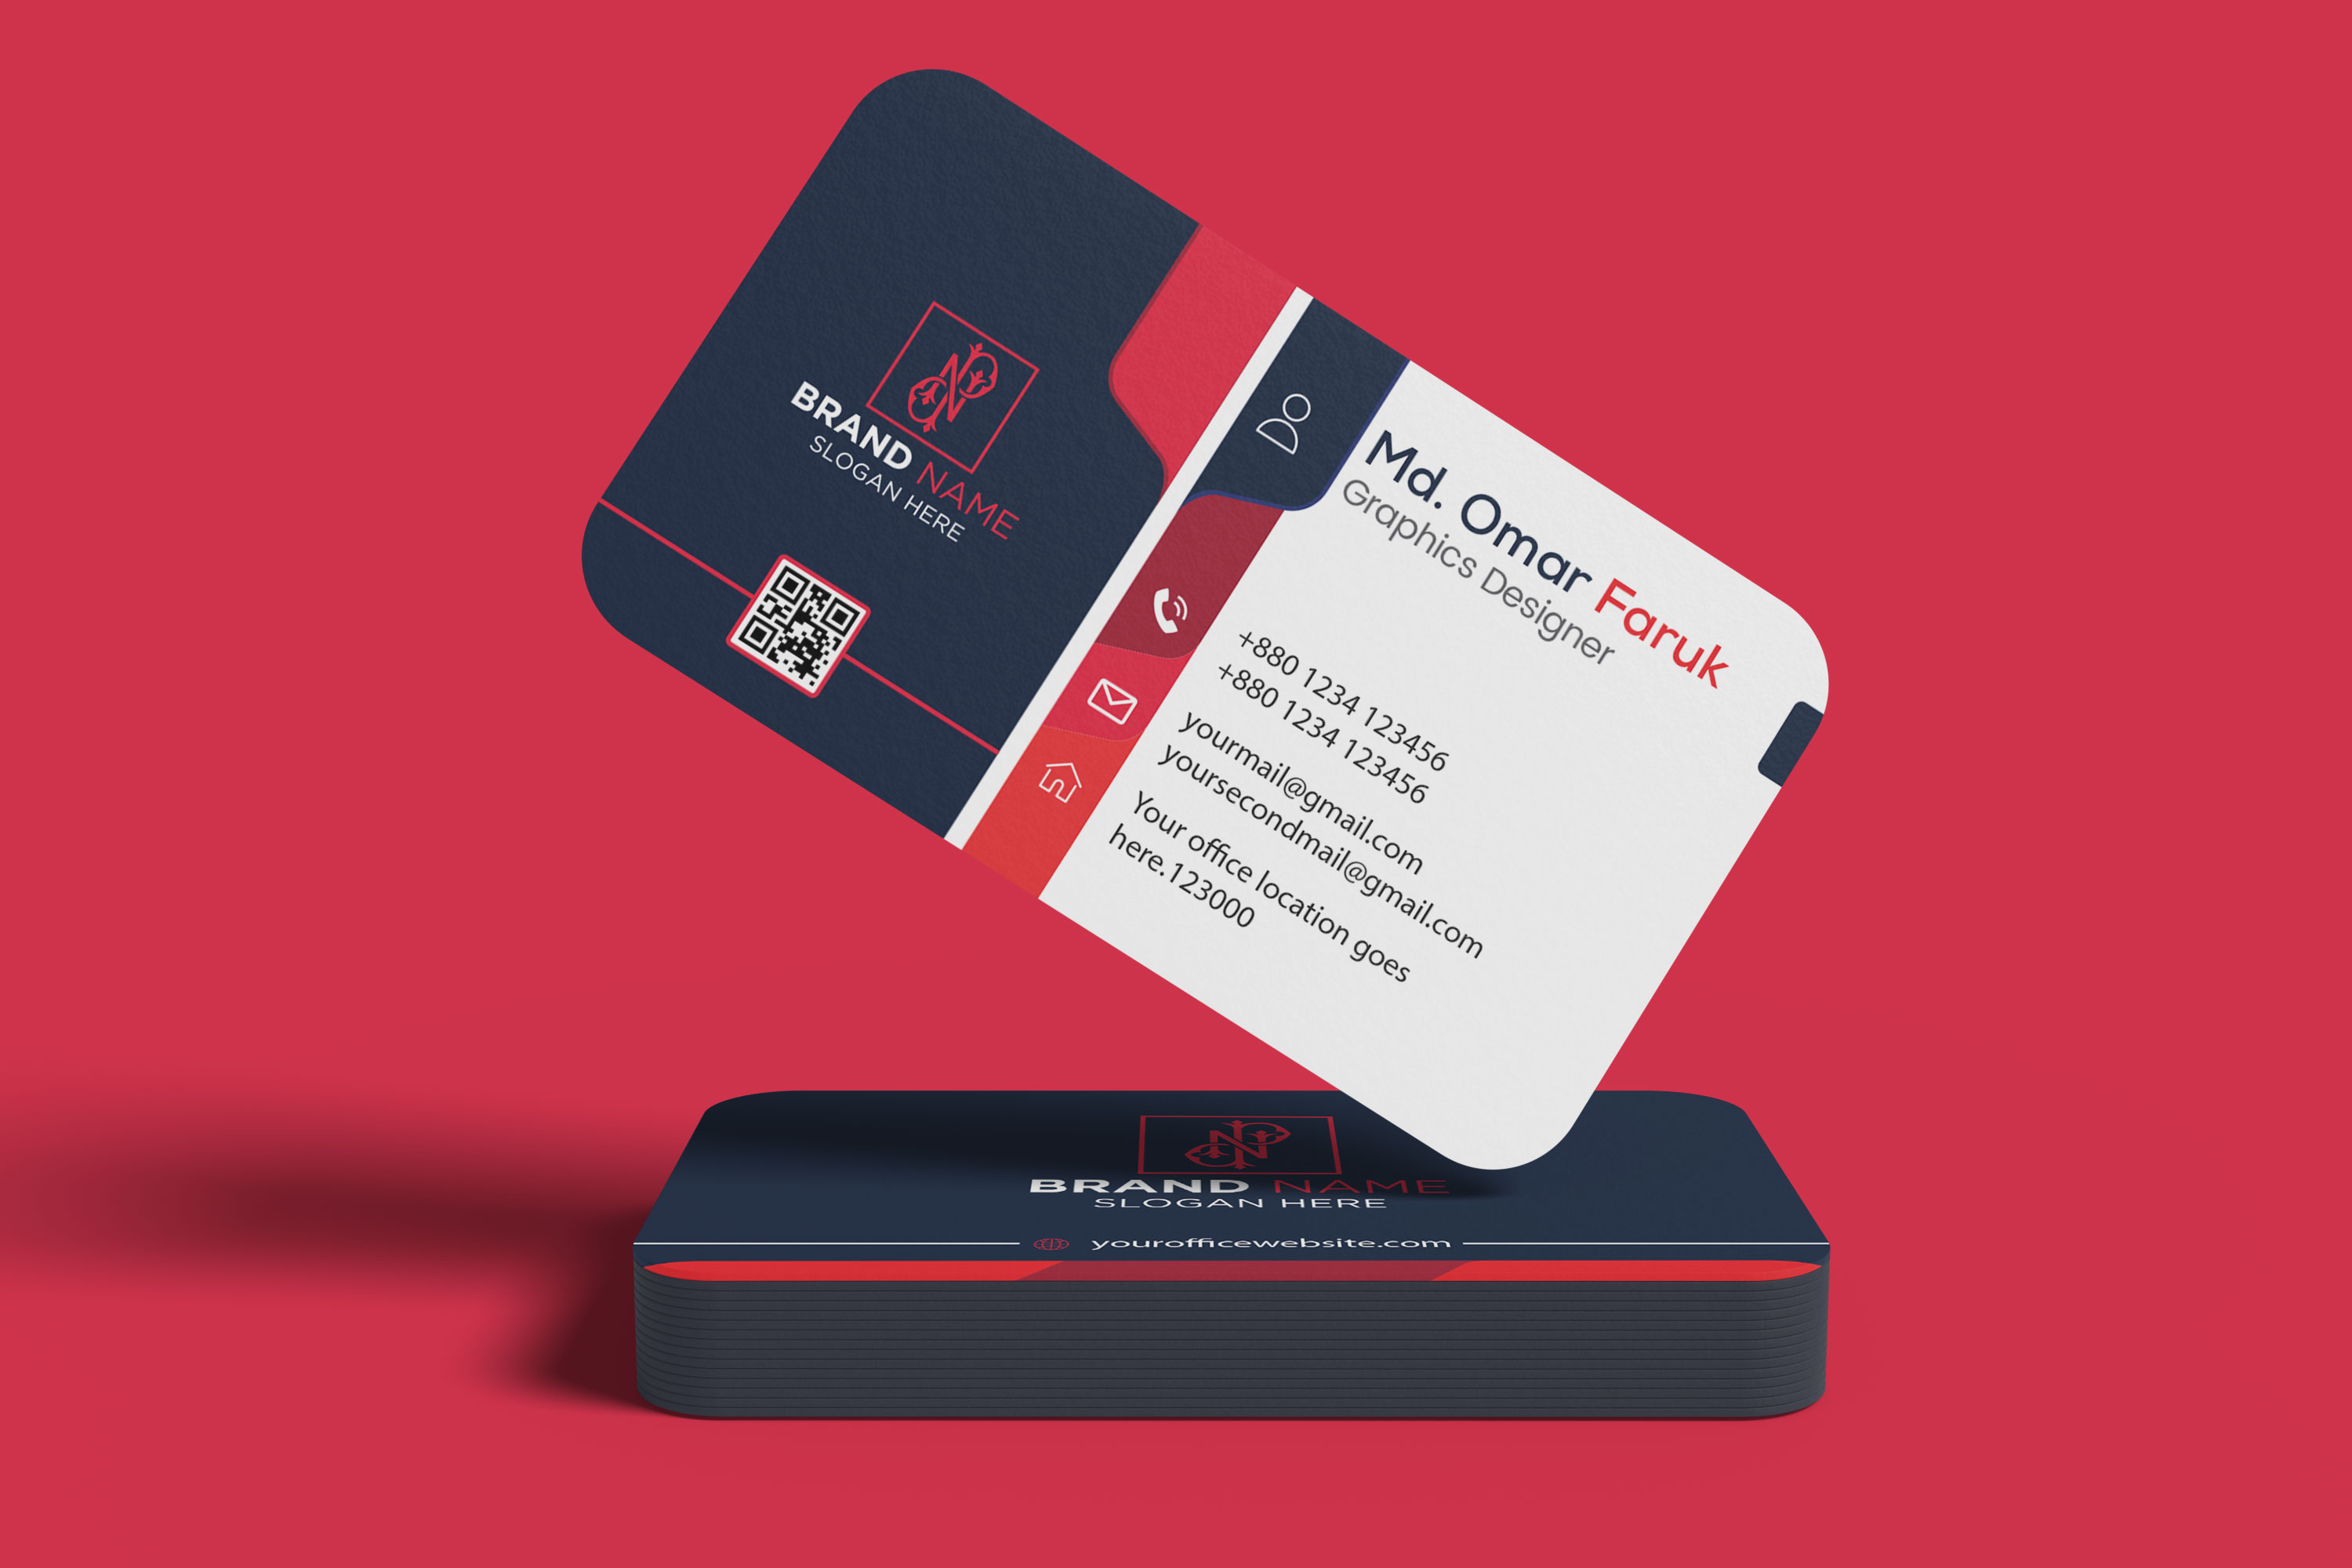 BRAND NAME
SLOGAN HERE
Md. Omar Faruk
Graphics Designer
+880 1234 123456
+880 1234 123456
yourmail@gmail.com
yoursecondmail@gmail.com
Your office location goes
here.123000
BRAND NAME
SLOGAN HERE
yourofficewebsite.com